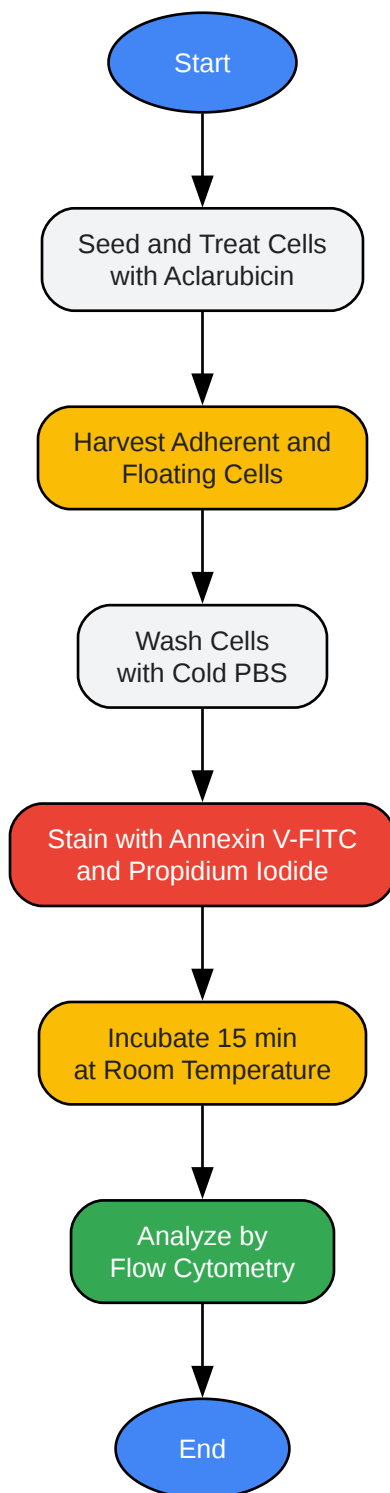 Start
Seed and Treat Cells
with Aclarubicin
Harvest Adherent and
Floating Cells
Wash Cells
with Cold PBS
Stain with Annexin V-FITC
and Propidium Iodide
Incubate 15 min
at Room Temperature
Analyze by
Flow Cytometry
End